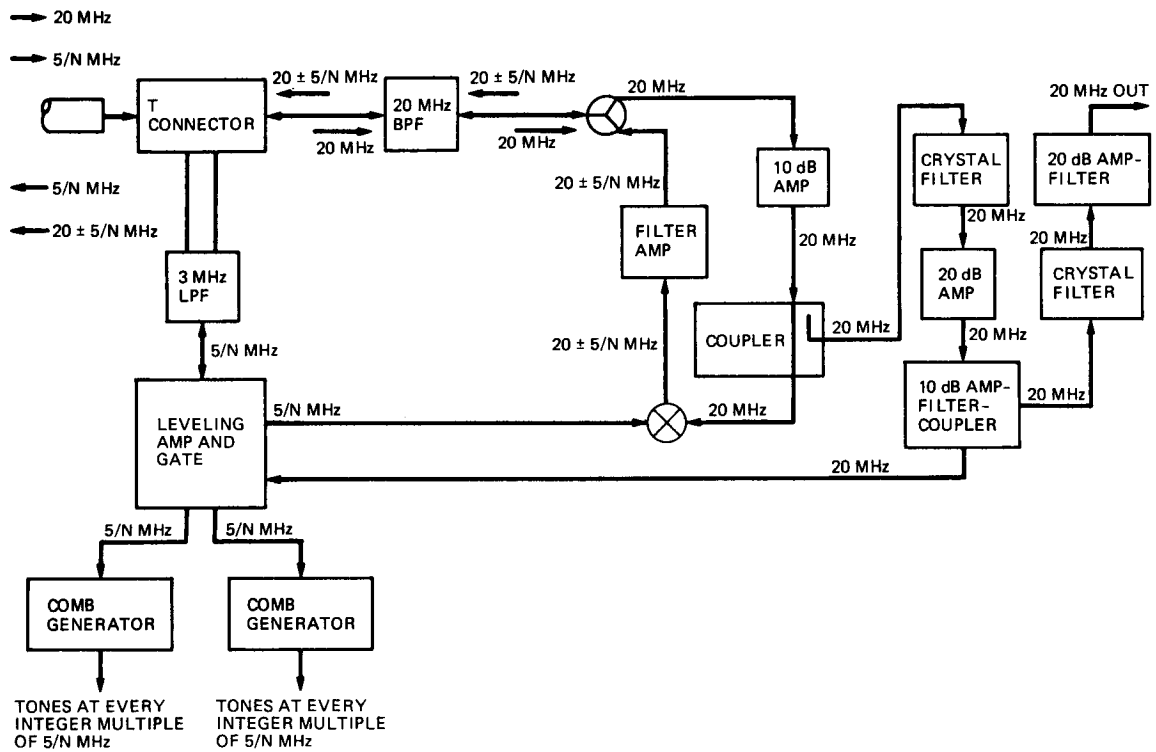 20 MHz
5/N MHz
T
CONNECTOR
20 ± 5/N MHz
20 MHz
20 MHz
BPF
20 ± 5/N MHz
20 MHz
20 MHz
10 dB
AMP
20 MHz
CRYSTAL
FILTER
20 MHz
20 MHz OUT
20 dB AMP-
FILTER
20 MHz
CRYSTAL
FILTER
5/N MHz
20 ± 5/N MHz
3 MHz
LPF
5/N MHz
20 ± 5/N MHz
FILTER
AMP
20 ± 5/N MHz
COUPLER
20 MHz
20 dB
AMP
20 MHz
10 dB AMP-
FILTER-
COUPLER
20 MHz
LEVELING
AMP AND
GATE
5/N MHz
20 MHz
20 MHz
5/N MHz
5/N MHz
COMB
GENERATOR
COMB
GENERATOR
TONES AT EVERY
INTEGER MULTIPLE
OF 5/N MHz
TONES AT EVERY
INTEGER MULTIPLE
OF 5/N MHz